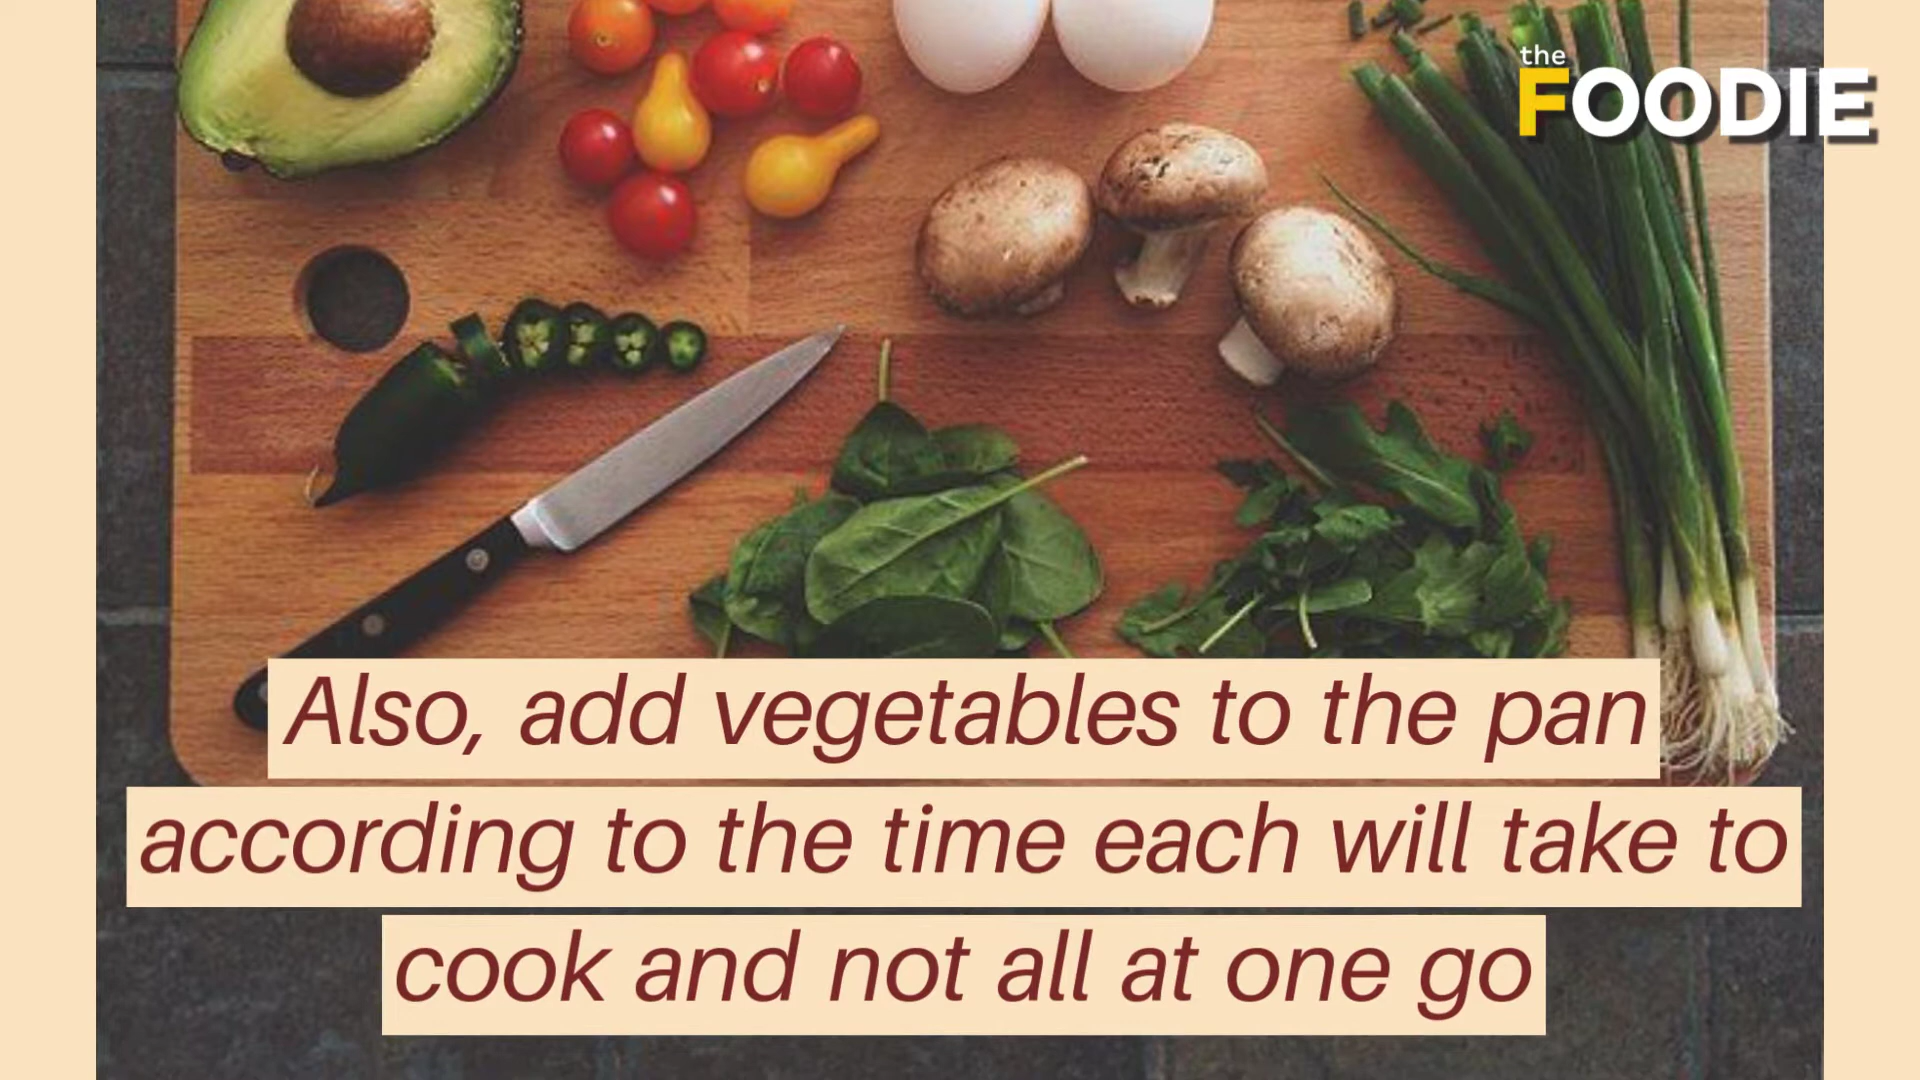 the
FOODIE
Also, add vegetables to the pan
according to the time each will take to
cook and not all at one go